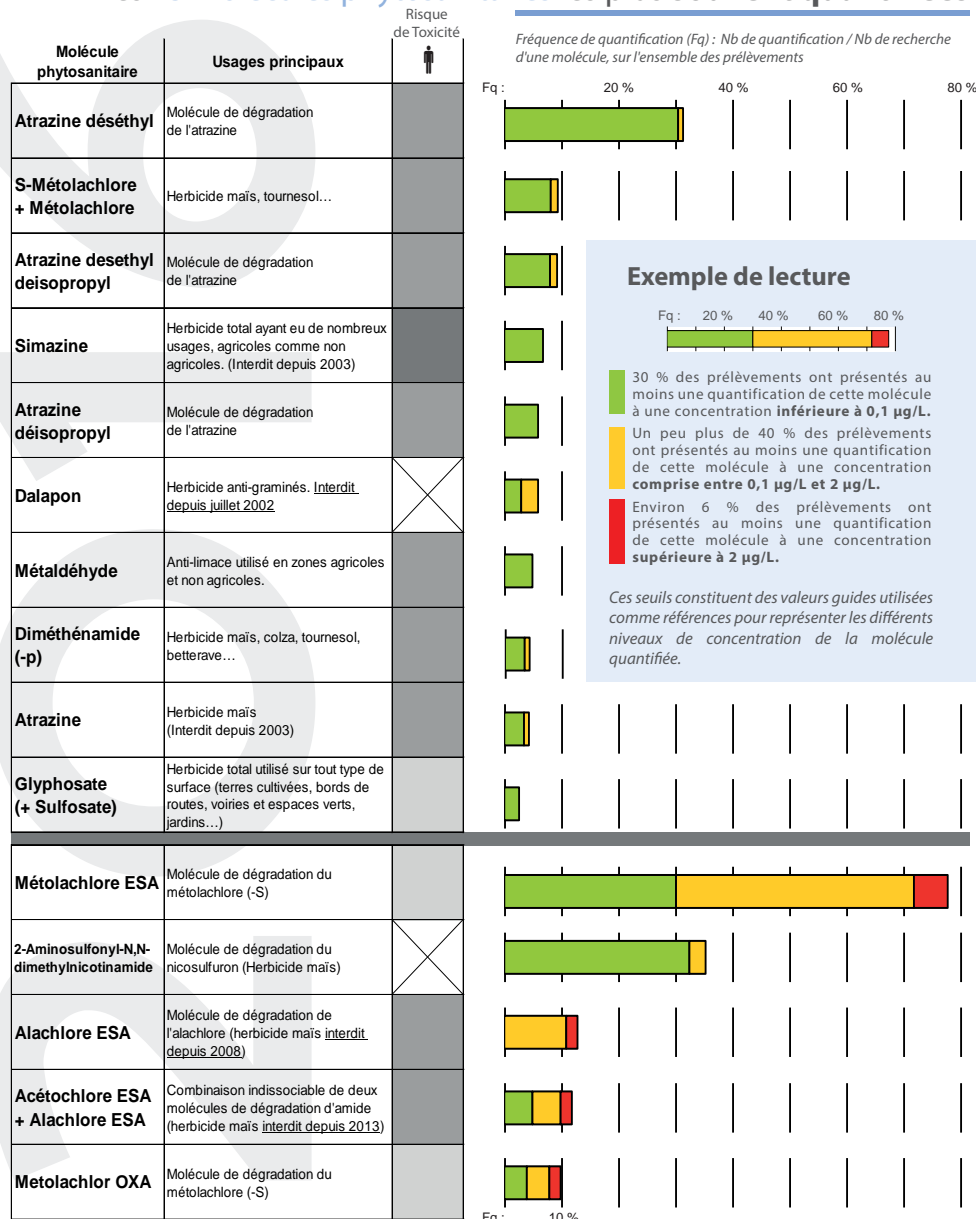 Risque
de Toxicité
Fréquence de quantification (Fq) : Nb de quantification / Nb de recherche
d'une molécule, sur l'ensemble des prélèvements
Molécule
phytosanitaire
Usages principaux
Fq :
20 %
40 %
60 %
80 %
Atrazine déséthyl
Molécule de dégradation
de l'atrazine
S-Métolachlore
+ Métolachlore
Herbicide maïs, tournesol…
Atrazine desethyl
deisopropyl
Molécule de dégradation
de l'atrazine
Simazine
Herbicide total ayant eu de nombreux
usages, agricoles comme non
agricoles. (Interdit depuis 2003)
Atrazine
déisopropyl
Molécule de dégradation
de l'atrazine
Dalapon
Herbicide anti-graminés. Interdit
depuis juillet 2002
Métaldéhyde
Anti-limace utilisé en zones agricoles
et non agricoles.
Diméthénamide
(-p)
Herbicide maïs, colza, tournesol,
betterave…
Atrazine
Herbicide maïs
(Interdit depuis 2003)
Glyphosate
(+ Sulfosate)
Herbicide total utilisé sur tout type de
surface (terres cultivées, bords de
routes, voiries et espaces verts,
jardins…)
Exemple de lecture
Fq :
20 %
40 %
60 %
80 %
30 % des prélèvements ont présentés au
moins une quantification de cette molécule
à une concentration inférieure à 0,1 µg/L.
Un peu plus de 40 % des prélèvements
ont présentés au moins une quantification
de cette molécule à une concentration
comprise entre 0,1 µg/L et 2 µg/L.
Environ 6 % des prélèvements ont
présentés au moins une quantification
de cette molécule à une concentration
supérieure à 2 µg/L.
Ces seuils constituent des valeurs guides utilisées
comme références pour représenter les différents
niveaux de concentration de la molécule
quantifiée.
Métolachlore ESA
Molécule de dégradation du
métolachlore (-S)
2-Aminosulfonyl-N,N-
dimethylnicotinamide
Molécule de dégradation du
nicosulfuron (Herbicide maïs)
Alachlore ESA
Molécule de dégradation de
l'alachlore (herbicide maïs interdit
depuis 2008)
Acétochlore ESA
+ Alachlore ESA
Combinaison indissociable de deux
molécules de dégradation d'amide
(herbicide maïs interdit depuis 2013)
Metolachlor OXA
Molécule de dégradation du
métolachlore (-S)
Fq :
10 %